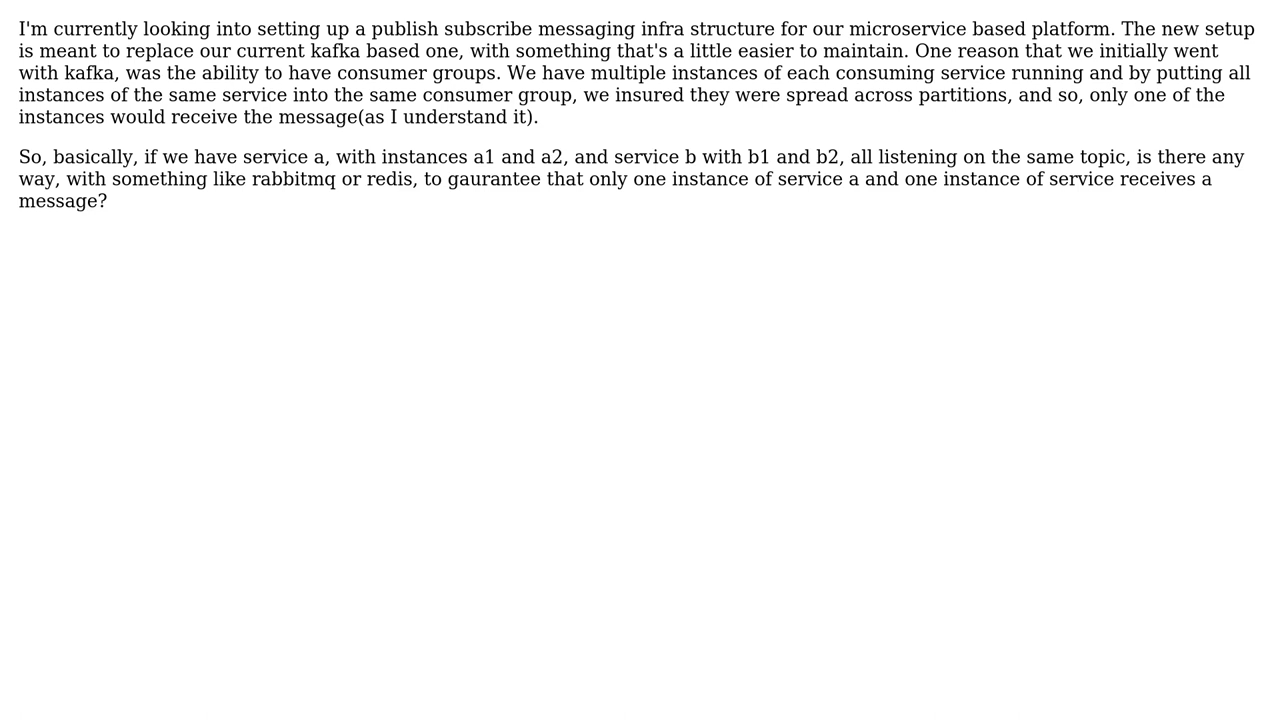 I'm currently looking into setting up a publish subscribe messaging infra structure for our microservice based platform. The new setup
is meant to replace our current kafka based one, with something that's a little easier to maintain. One reason that we initially went
with kafka, was the ability to have consumer groups. We have multiple instances of each consuming service running and by putting all
instances of the same service into the same consumer group, we insured they were spread across partitions, and so, only one of the
instances would receive the message(as I understand it).
So, basically, if we have service a, with instances a1 and a2, and service b with b1 and b2, all listening on the same topic, is there any
way, with something like rabbitmq or redis, to gaurantee that only one instance of service a and one instance of service receives a
message?